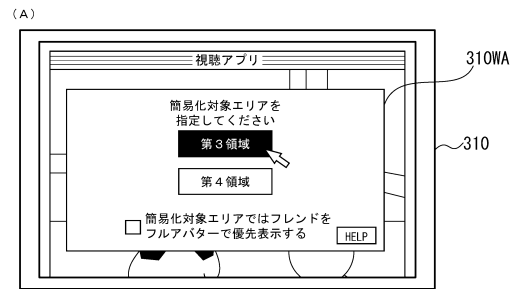 (A)
視聴アプリ
310WA
簡易化対象エリアを
指定してください
第3領域
310
第4領域
簡易化対象エリアではフレンドを
フルアバターで優先表示する
HELP